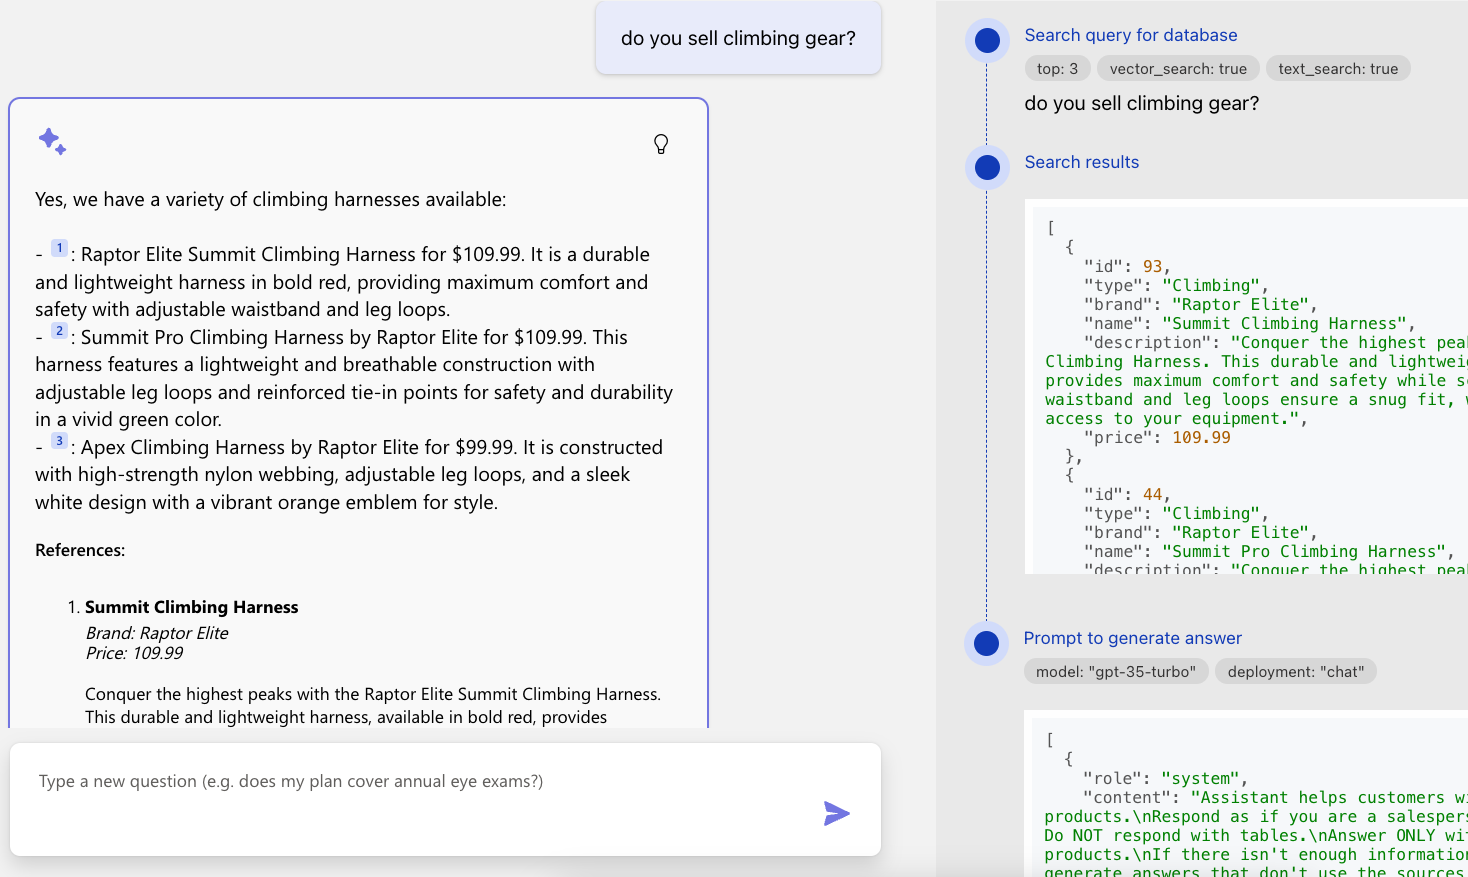 do you sell climbing gear?
Yes, we have a variety of climbing harnesses available:
- 1 : Raptor Elite Summit Climbing Harness for $109.99. It is a durable
and lightweight harness in bold red, providing maximum comfort and
safety with adjustable waistband and leg loops.
- 2 : Summit Pro Climbing Harness by Raptor Elite for $109.99. This
harness features a lightweight and breathable construction with
adjustable leg loops and reinforced tie-in points for safety and durability
in a vivid green color.
- 3 : Apex Climbing Harness by Raptor Elite for $99.99. It is constructed
with high-strength nylon webbing, adjustable leg loops, and a sleek
white design with a vibrant orange emblem for style.
References:
1. Summit Climbing Harness
Brand: Raptor Elite
Price: 109.99
Conquer the highest peaks with the Raptor Elite Summit Climbing Harness.
This durable and lightweight harness, available in bold red, provides
Type a new question (e.g. does my plan cover annual eye exams?)
Search query for database
top: 3 vector_search: true text_search: true
do you sell climbing gear?
Search results
[
{
"id": 93,
"type": "Climbing",
"brand": "Raptor Elite",
"name": "Summit Climbing Harness",
"description": "Conquer the highest pea
Climbing Harness. This durable and lightwei
provides maximum comfort and safety while s
waistband and leg loops ensure a snug fit,
access to your equipment.",
"price": 109.99
},
{
"id": 44,
"type": "Climbing",
"brand": "Raptor Elite",
"name": "Summit Pro Climbing Harness",
"description": "Conquer the highest pea
Prompt to generate answer
model: "gpt-35-turbo" deployment: "chat"
[
{
"role": "system",
"content": "Assistant helps customers wi
products.\nRespond as if you are a salespers
Do NOT respond with tables.\nAnswer ONLY wit
products.\nIf there isn't enough information
generate answers that don't use the sources